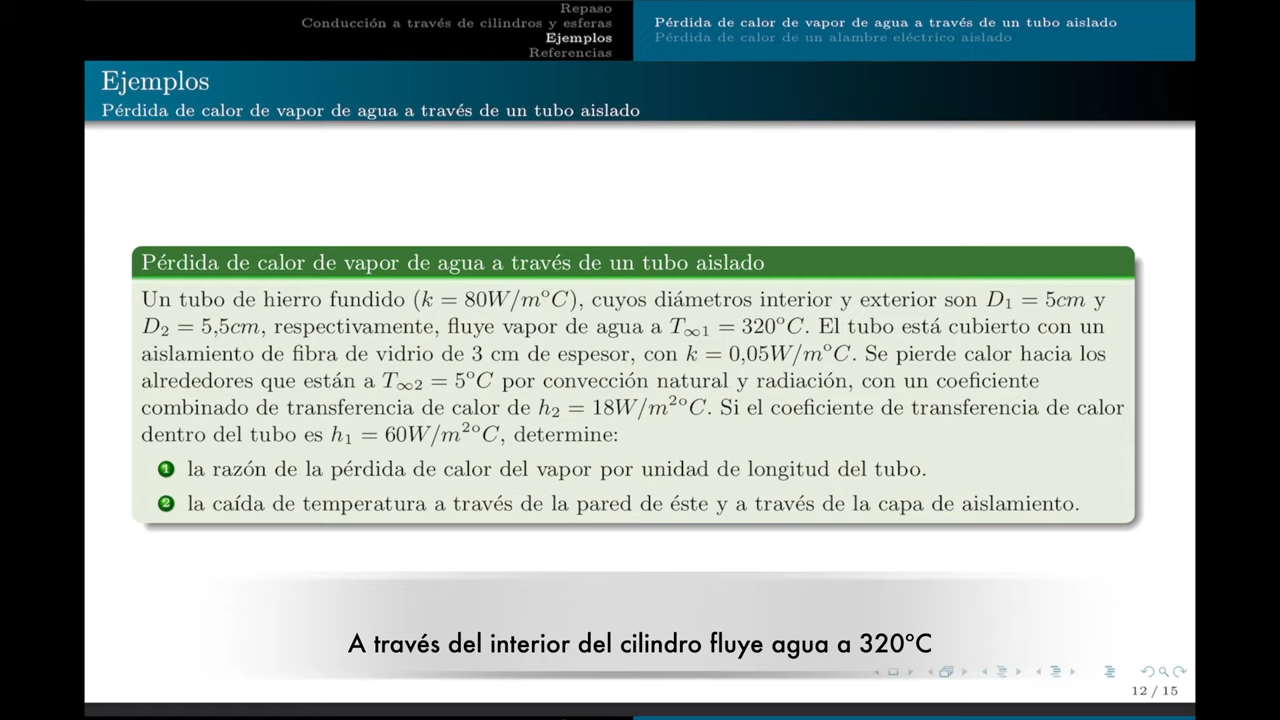 Repaso
Conducción a través de cilindros y esferas
Ejemplos
Referencias
Pérdida de calor de vapor de agua a través de un tubo aislado
Pérdida de calor de un alambre eléctrico aislado
Ejemplos
Pérdida de calor de vapor de agua a través de un tubo aislado
Pérdida de calor de vapor de agua a través de un tubo aislado
Un tubo de hierro fundido (k = 80W/m°C), cuyos diámetros interior y exterior son D₁ = 5cm y
D₂ = 5,5cm, respectivamente, fluye vapor de agua a T∞1 = 320°C. El tubo está cubierto con un
aislamiento de fibra de vidrio de 3 cm de espesor, con k = 0,05W/m°C. Se pierde calor hacia los
alrededores que están a T∞2 = 5°C por convección natural y radiación, con un coeficiente
combinado de transferencia de calor de h₂ = 18W/m²°C. Si el coeficiente de transferencia de calor
dentro del tubo es h₁ = 60W/m²°C, determine:
1 la razón de la pérdida de calor del vapor por unidad de longitud del tubo.
2 la caída de temperatura a través de la pared de éste y a través de la capa de aislamiento.
A través del interior del cilindro fluye agua a 320°C
12 / 15